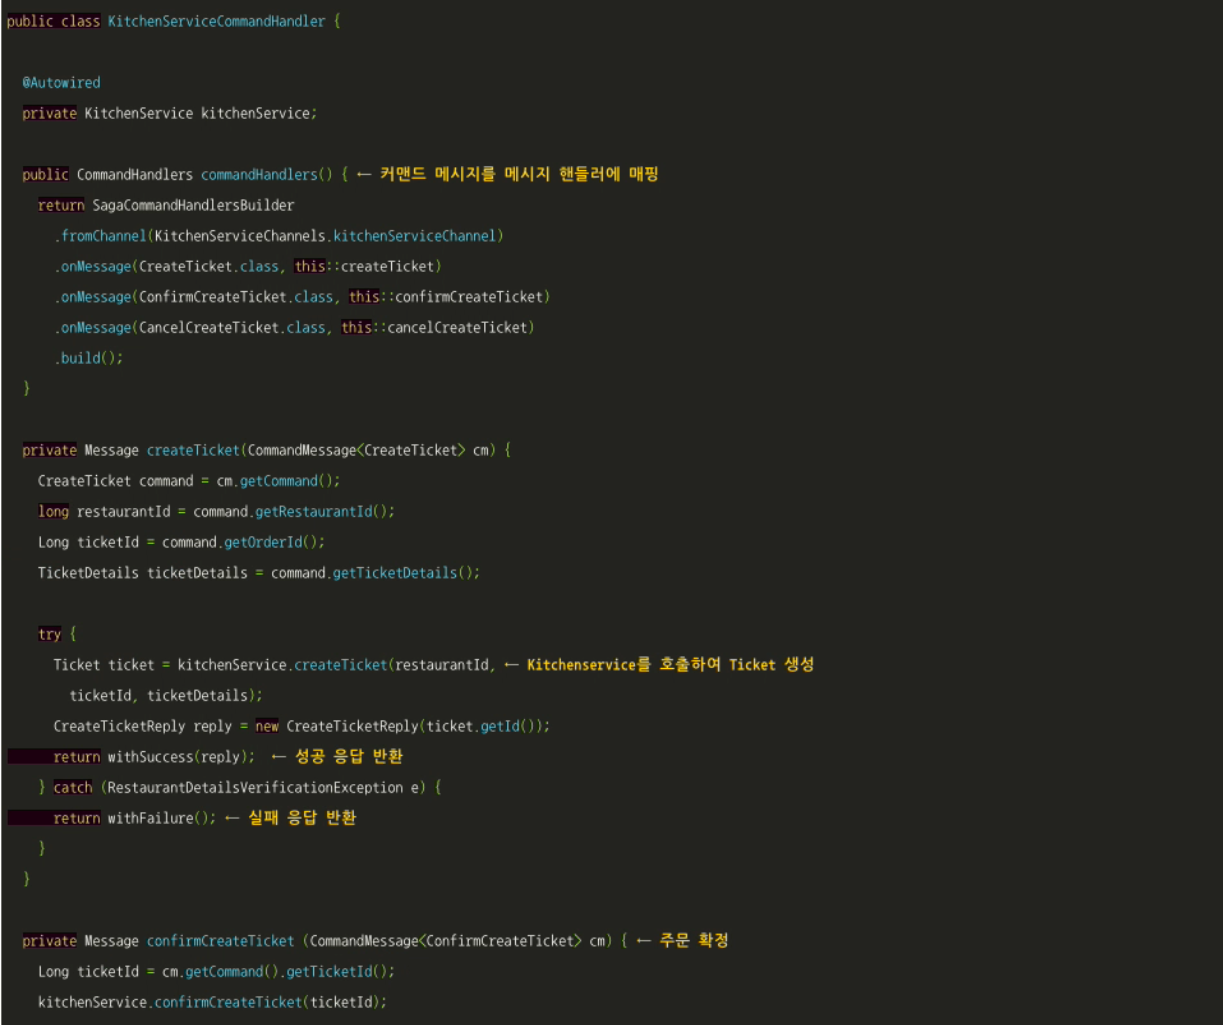 public class KitchenServiceCommandHandler {
@Autowired
private KitchenService kitchenService;
public CommandHandlers commandHandlers() { ← 커맨드 메시지를 메시지 핸들러에 매핑
return SagaCommandHandlersBuilder
.fromChannel(KitchenServiceChannels.kitchenServiceChannel)
.onMessage(CreateTicket.class, this::createTicket)
.onMessage(ConfirmCreateTicket.class, this::confirmCreateTicket)
.onMessage(CancelCreateTicket.class, this::cancelCreateTicket)
.build();
}
private Message createTicket(CommandMessage<CreateTicket> cm) {
CreateTicket command = cm.getCommand();
long restaurantId = command.getRestaurantId();
Long ticketId = command.getOrderId();
TicketDetails ticketDetails = command.getTicketDetails();
try {
Ticket ticket = kitchenService.createTicket(restaurantId, ← Kitchenservice를 호출하여 Ticket 생성
ticketId, ticketDetails);
CreateTicketReply reply = new CreateTicketReply(ticket.getId());
return withSuccess(reply); ← 성공 응답 반환
} catch (RestaurantDetailsVerificationException e) {
return withFailure(); ← 실패 응답 반환
}
}
private Message confirmCreateTicket (CommandMessage<ConfirmCreateTicket> cm) { ← 주문 확정
Long ticketId = cm.getCommand().getTicketId();
kitchenService.confirmCreateTicket(ticketId);